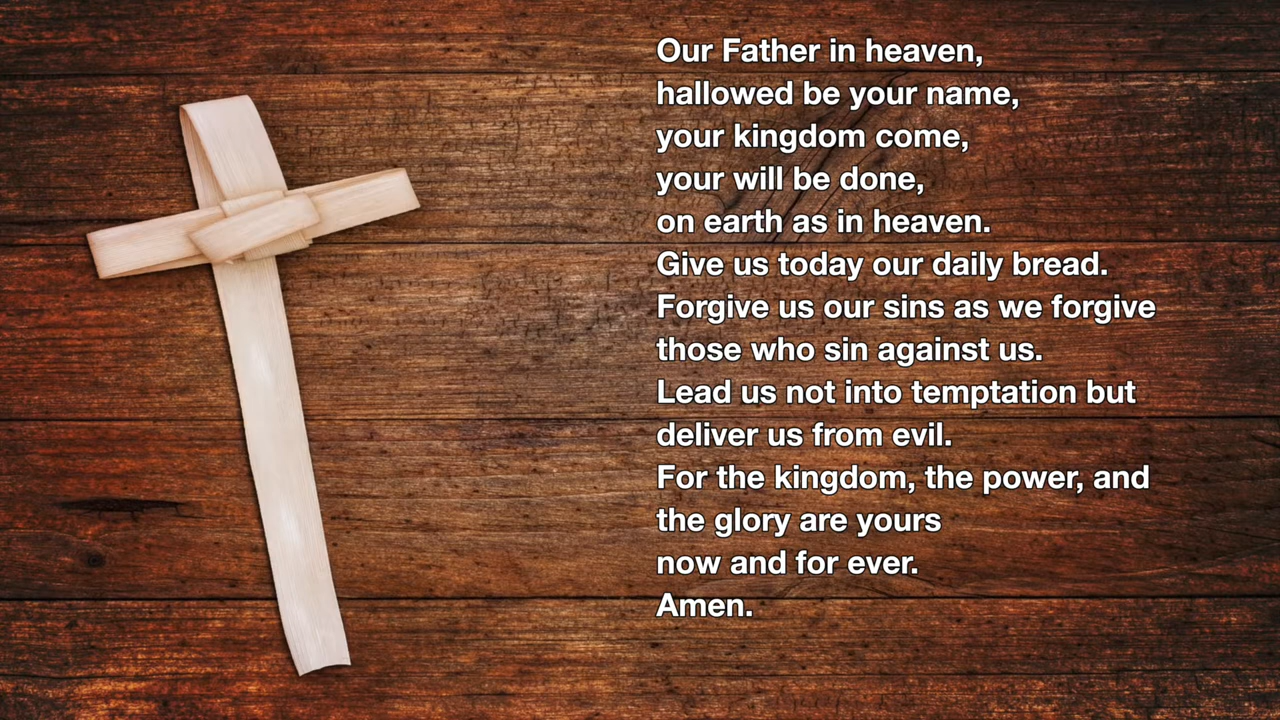 Our Father in heaven,
hallowed be your name,
your kingdom come,
your will be done,
on earth as in heaven.
Give us today our daily bread.
Forgive us our sins as we forgive
those who sin against us.
Lead us not into temptation but
deliver us from evil.
For the kingdom, the power, and
the glory are yours
now and for ever.
Amen.